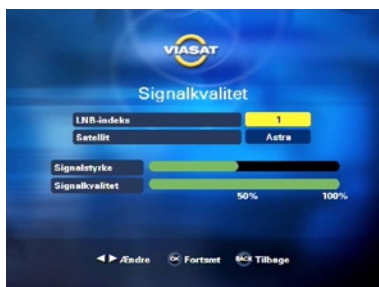 VIASAT
Signalkvalitet
LNB-indeks 1
Satellit Astra
Signalstyrke
Signalkvalitet
50% 100%
Ændre OK Fortsæt BACK Tilbage